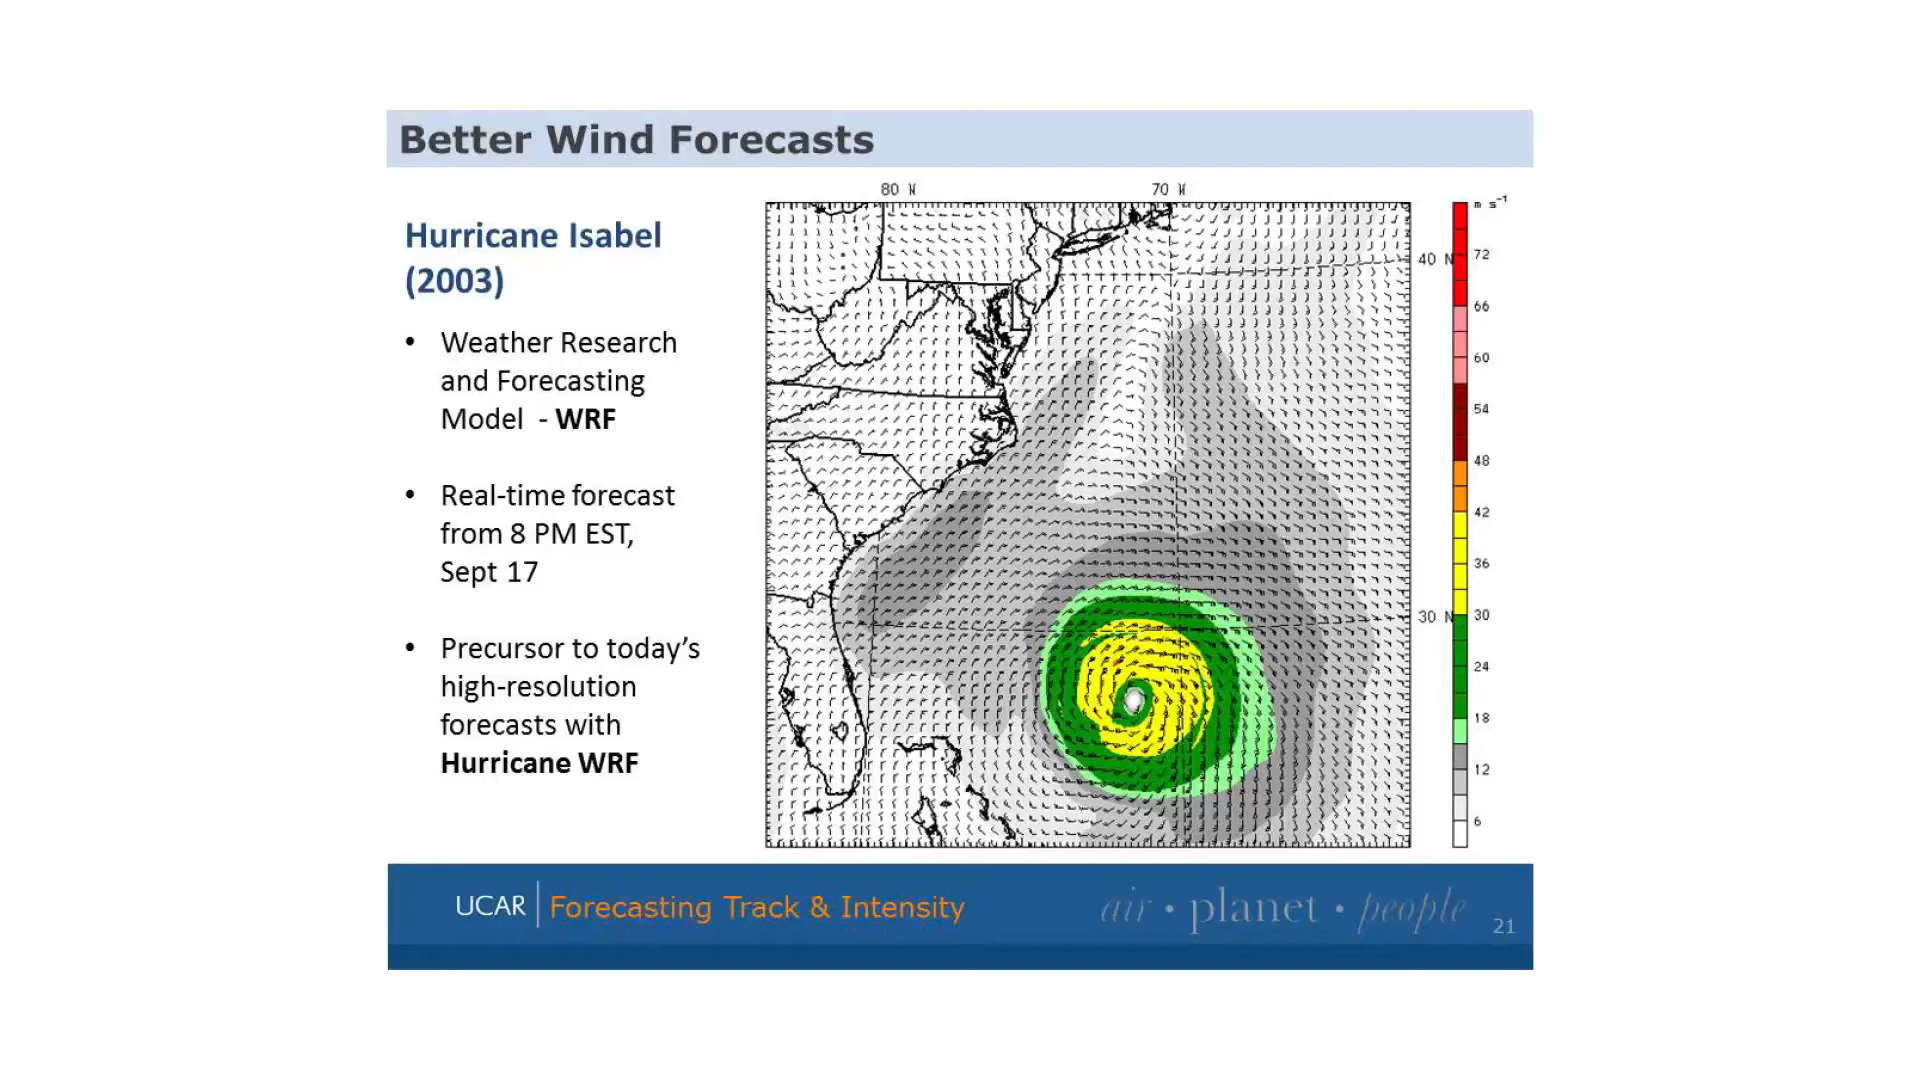 Better Wind Forecasts
Hurricane Isabel
(2003)
• Weather Research
and Forecasting
Model - WRF
• Real-time forecast
from 8 PM EST,
Sept 17
• Precursor to today's
high-resolution
forecasts with
Hurricane WRF
80 W
70 W
40 N
30 N
m s-1
72
66
60
54
48
42
36
30
24
18
12
6
UCAR
Forecasting Track & Intensity
air • planet • people
21